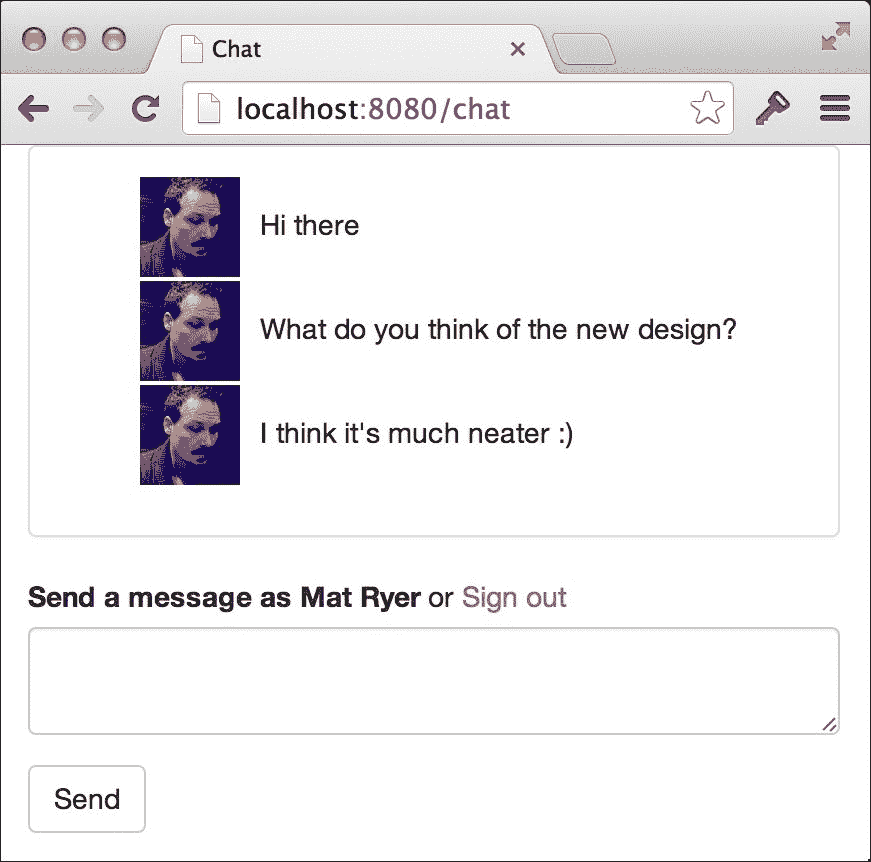 Chat
localhost:8080/chat
Hi there
What do you think of the new design?
I think it's much neater :)
Send a message as Mat Ryer or Sign out
Send